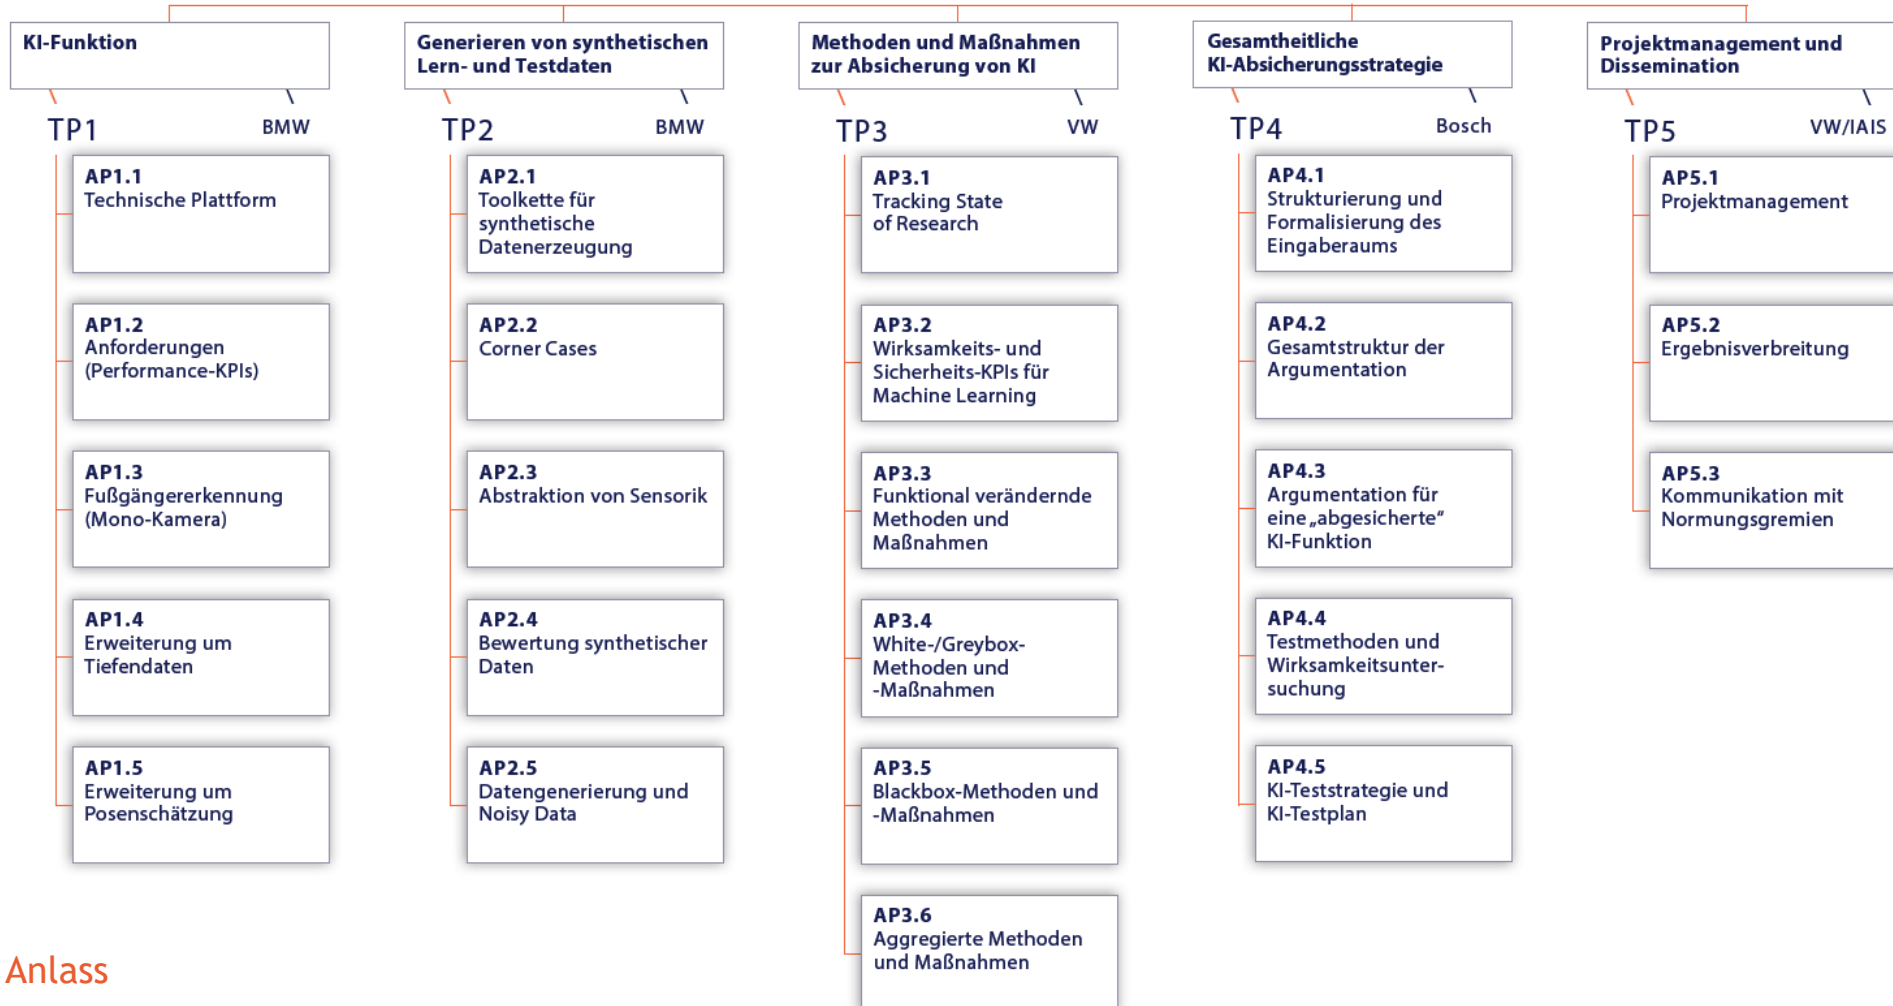 KI-Funktion
TP1
BMW
AP1.1
Technische Plattform
AP1.2
Anforderungen
(Performance-KPIs)
AP1.3
Fußgängererkennung
(Mono-Kamera)
AP1.4
Erweiterung um
Tiefendaten
AP1.5
Erweiterung um
Posenschätzung
Generieren von synthetischen
Lern- und Testdaten
TP2
BMW
AP2.1
Toolkette für
synthetische
Datenerzeugung
AP2.2
Corner Cases
AP2.3
Abstraktion von Sensorik
AP2.4
Bewertung synthetischer
Daten
AP2.5
Datengenerierung und
Noisy Data
Methoden und Maßnahmen
zur Absicherung von KI
TP3
VW
AP3.1
Tracking State
of Research
AP3.2
Wirksamkeits- und
Sicherheits-KPIs für
Machine Learning
AP3.3
Funktional verändernde
Methoden und
Maßnahmen
AP3.4
White-/Greybox-
Methoden und
-Maßnahmen
AP3.5
Blackbox-Methoden und
-Maßnahmen
AP3.6
Aggregierte Methoden
und Maßnahmen
Gesamtheitliche
KI-Absicherungsstrategie
TP4
Bosch
AP4.1
Strukturierung und
Formalisierung des
Eingaberaums
AP4.2
Gesamtstruktur der
Argumentation
AP4.3
Argumentation für
eine „abgesicherte“
KI-Funktion
AP4.4
Testmethoden und
Wirksamkeitsunter-
suchung
AP4.5
KI-Teststrategie und
KI-Testplan
Projektmanagement und
Dissemination
TP5
VW/IAIS
AP5.1
Projektmanagement
AP5.2
Ergebnisverbreitung
AP5.3
Kommunikation mit
Normungsgremien
Anlass